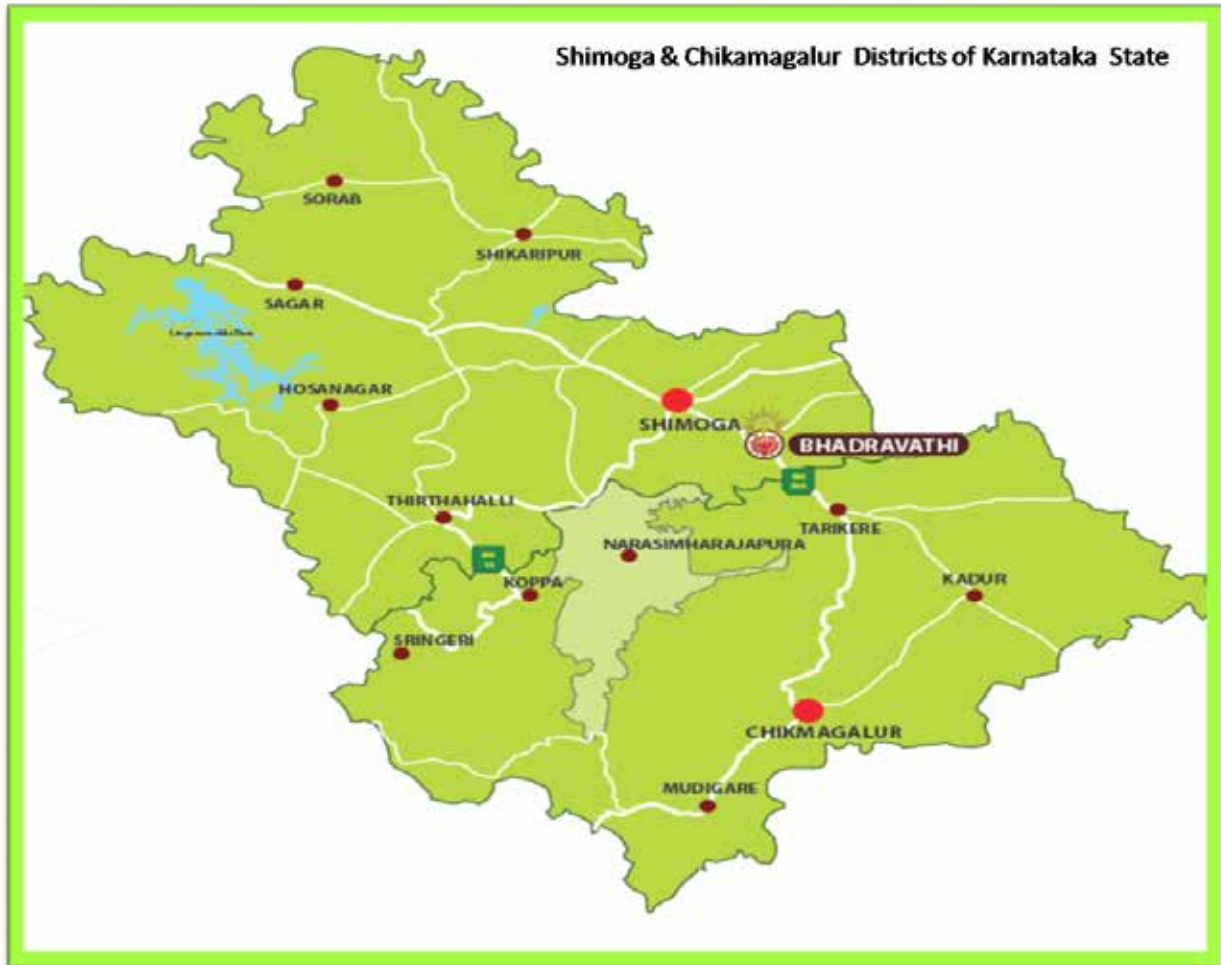 Shimoga & Chikamagalur Districts of Karnataka State
SORAB
SHIKARIPUR
SAGAR
HOSANAGAR
SHIMOGA
BHADRAVATHI
THIRTHAHALLI
TARIKERE
NARASIMHARAJAPURA
KOPPA
KADUR
SRINGERI
CHIKMAGALUR
MUDIGARE